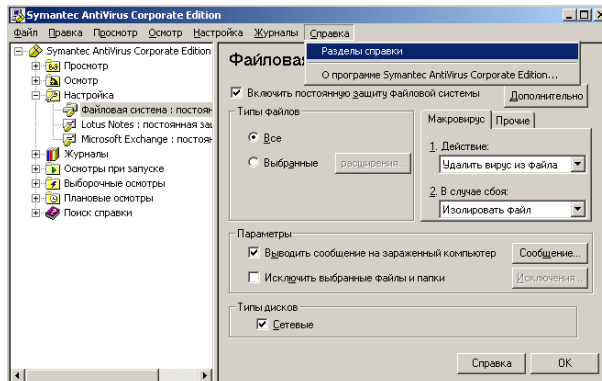 Symantec AntiVirus Corporate Edition
Файл Правка Просмотр Осмотр Настройка Журналы Справка
Разделы справки
О программе Symantec AntiVirus Corporate Edition...
Symantec AntiVirus Corporate Edition
Просмотр
Осмотр
Настройка
Файловая система : постоян
Lotus Notes : постоянная за
Microsoft Exchange : постоян
Журналы
Осмотры при запуске
Выборочные осмотры
Плановые осмотры
Поиск справки
Файловая
Включить постоянную защиту файловой системы
Дополнительно
Типы файлов
Все
Выбранные
расширения...
Макровирус
Прочие
1. Действие:
Удалить вирус из файла
2. В случае сбоя:
Изолировать файл
Параметры
Выводить сообщение на зараженный компьютер
Сообщение...
Исключить выбранные файлы и папки
Исключения...
Типы дисков
Сетевые
Справка
OK